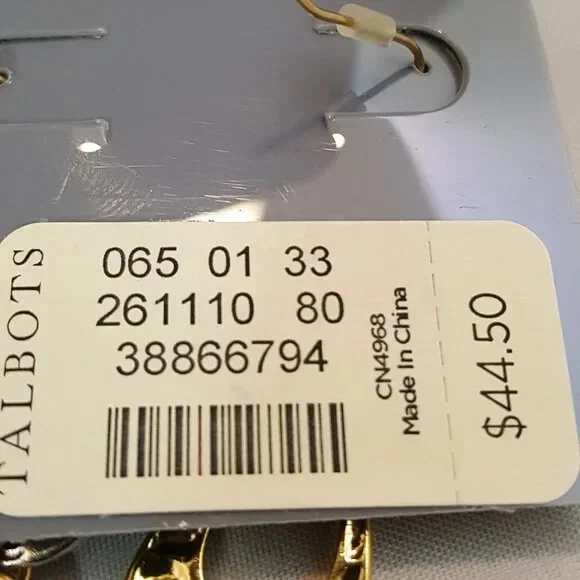 TALBOTS
065 01 33
261110 80
38866794
CN4968
Made In China
$44.50